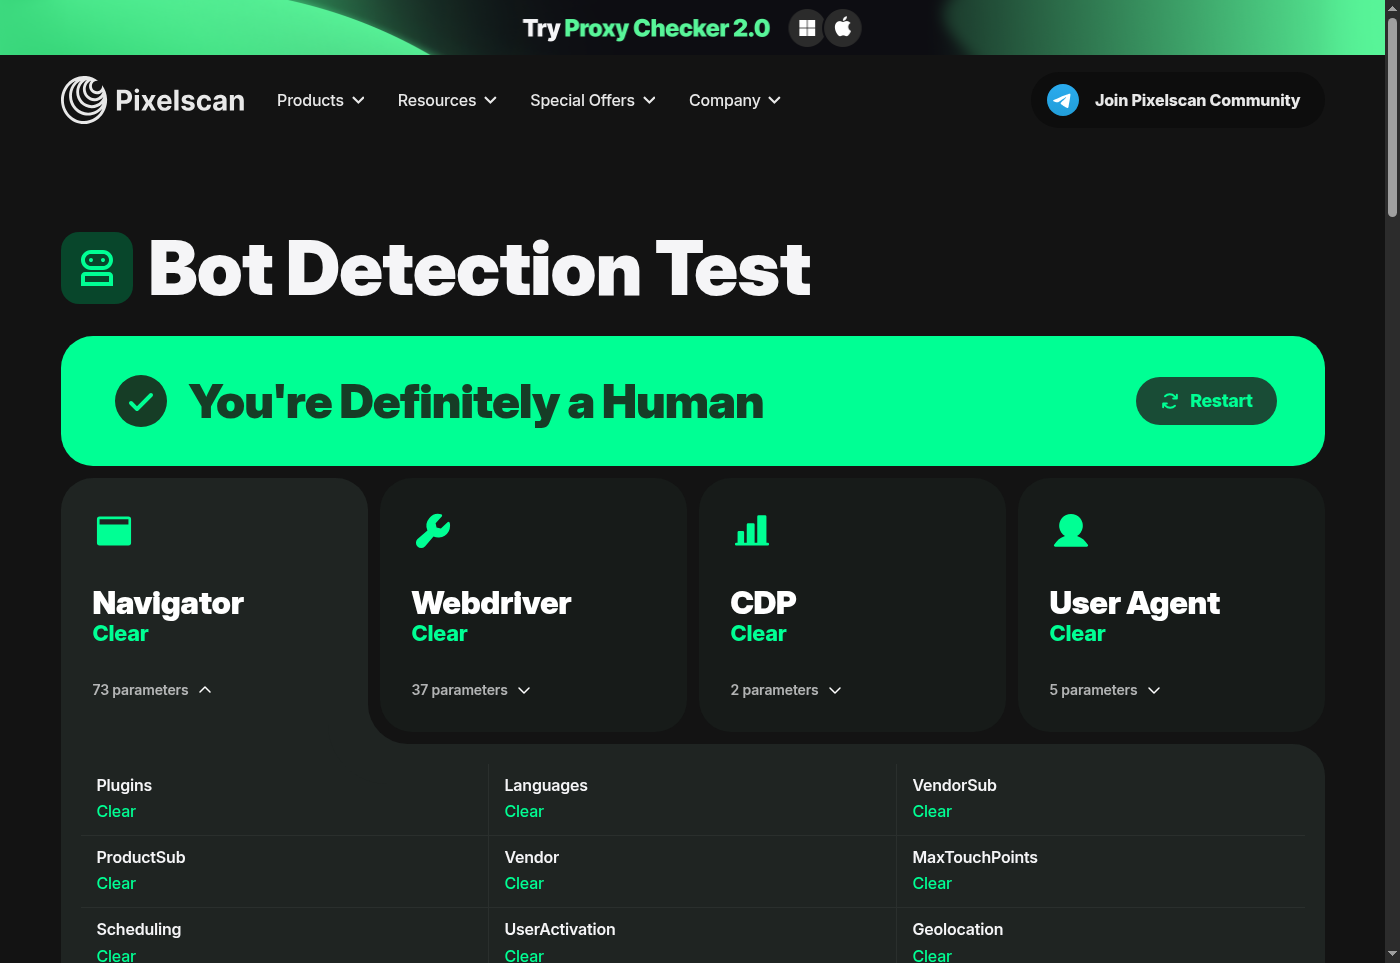 Try Proxy Checker 2.0
Pixelscan
Products
Resources
Special Offers
Company
Join Pixelscan Community
Bot Detection Test
You're Definitely a Human
Restart
Navigator
Clear
73 parameters
Webdriver
Clear
37 parameters
CDP
Clear
2 parameters
User Agent
Clear
5 parameters
Plugins
Clear
Languages
Clear
VendorSub
Clear
ProductSub
Clear
Vendor
Clear
MaxTouchPoints
Clear
Scheduling
Clear
UserActivation
Clear
Geolocation
Clear